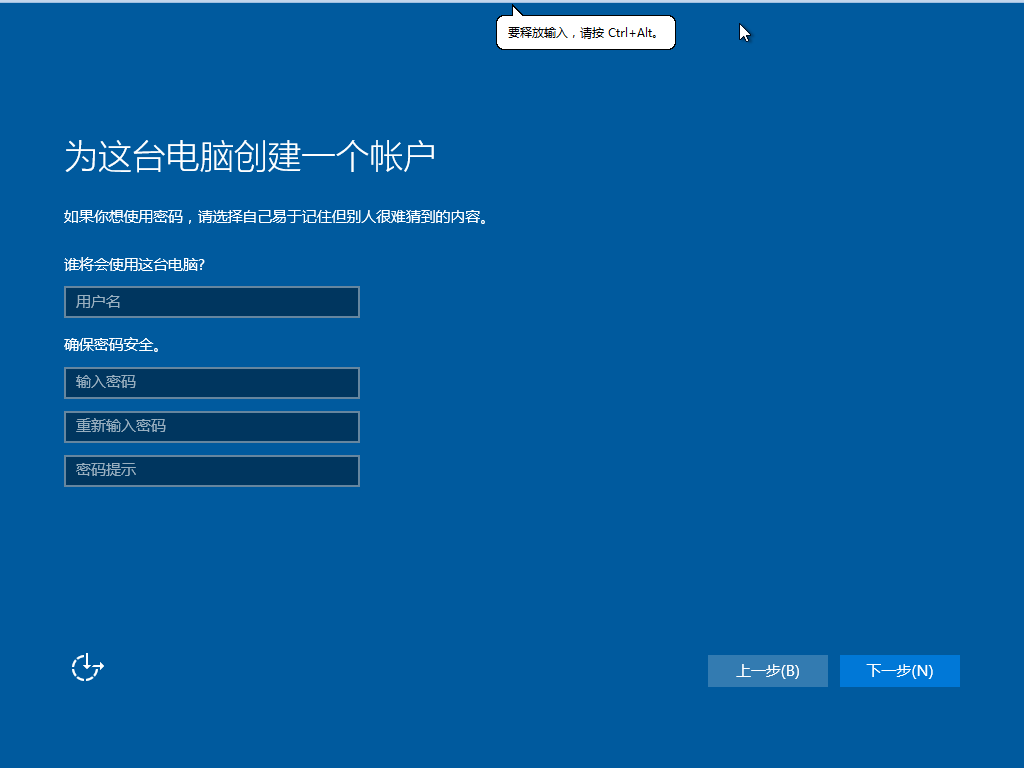 要释放输入，请按 Ctrl+Alt。
为这台电脑创建一个帐户
如果你想使用密码，请选择自己易于记住但别人很难猜到的内容。
谁将会使用这台电脑?
用户名
确保密码安全。
输入密码
重新输入密码
密码提示
上一步(B)
下一步(N)